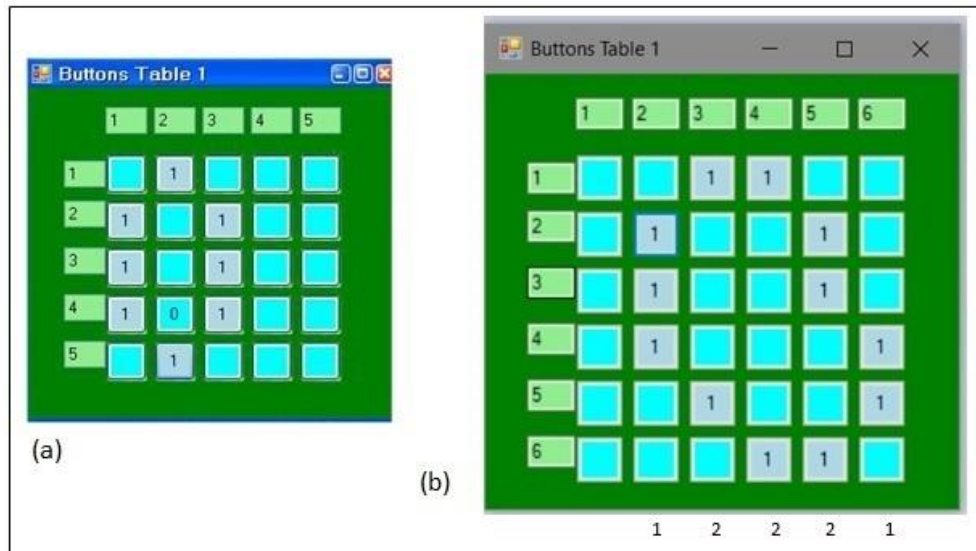 Buttons Table 1
1 2 3 4 5
1 1
2 1 1
3 1 1
4 1 0 1
5 1
(a)
Buttons Table 1
1 2 3 4 5 6
1 1 1
2 1 1
3 1 1
4 1 1
5 1 1
6 1 1
(b)
1 2 2 2 1